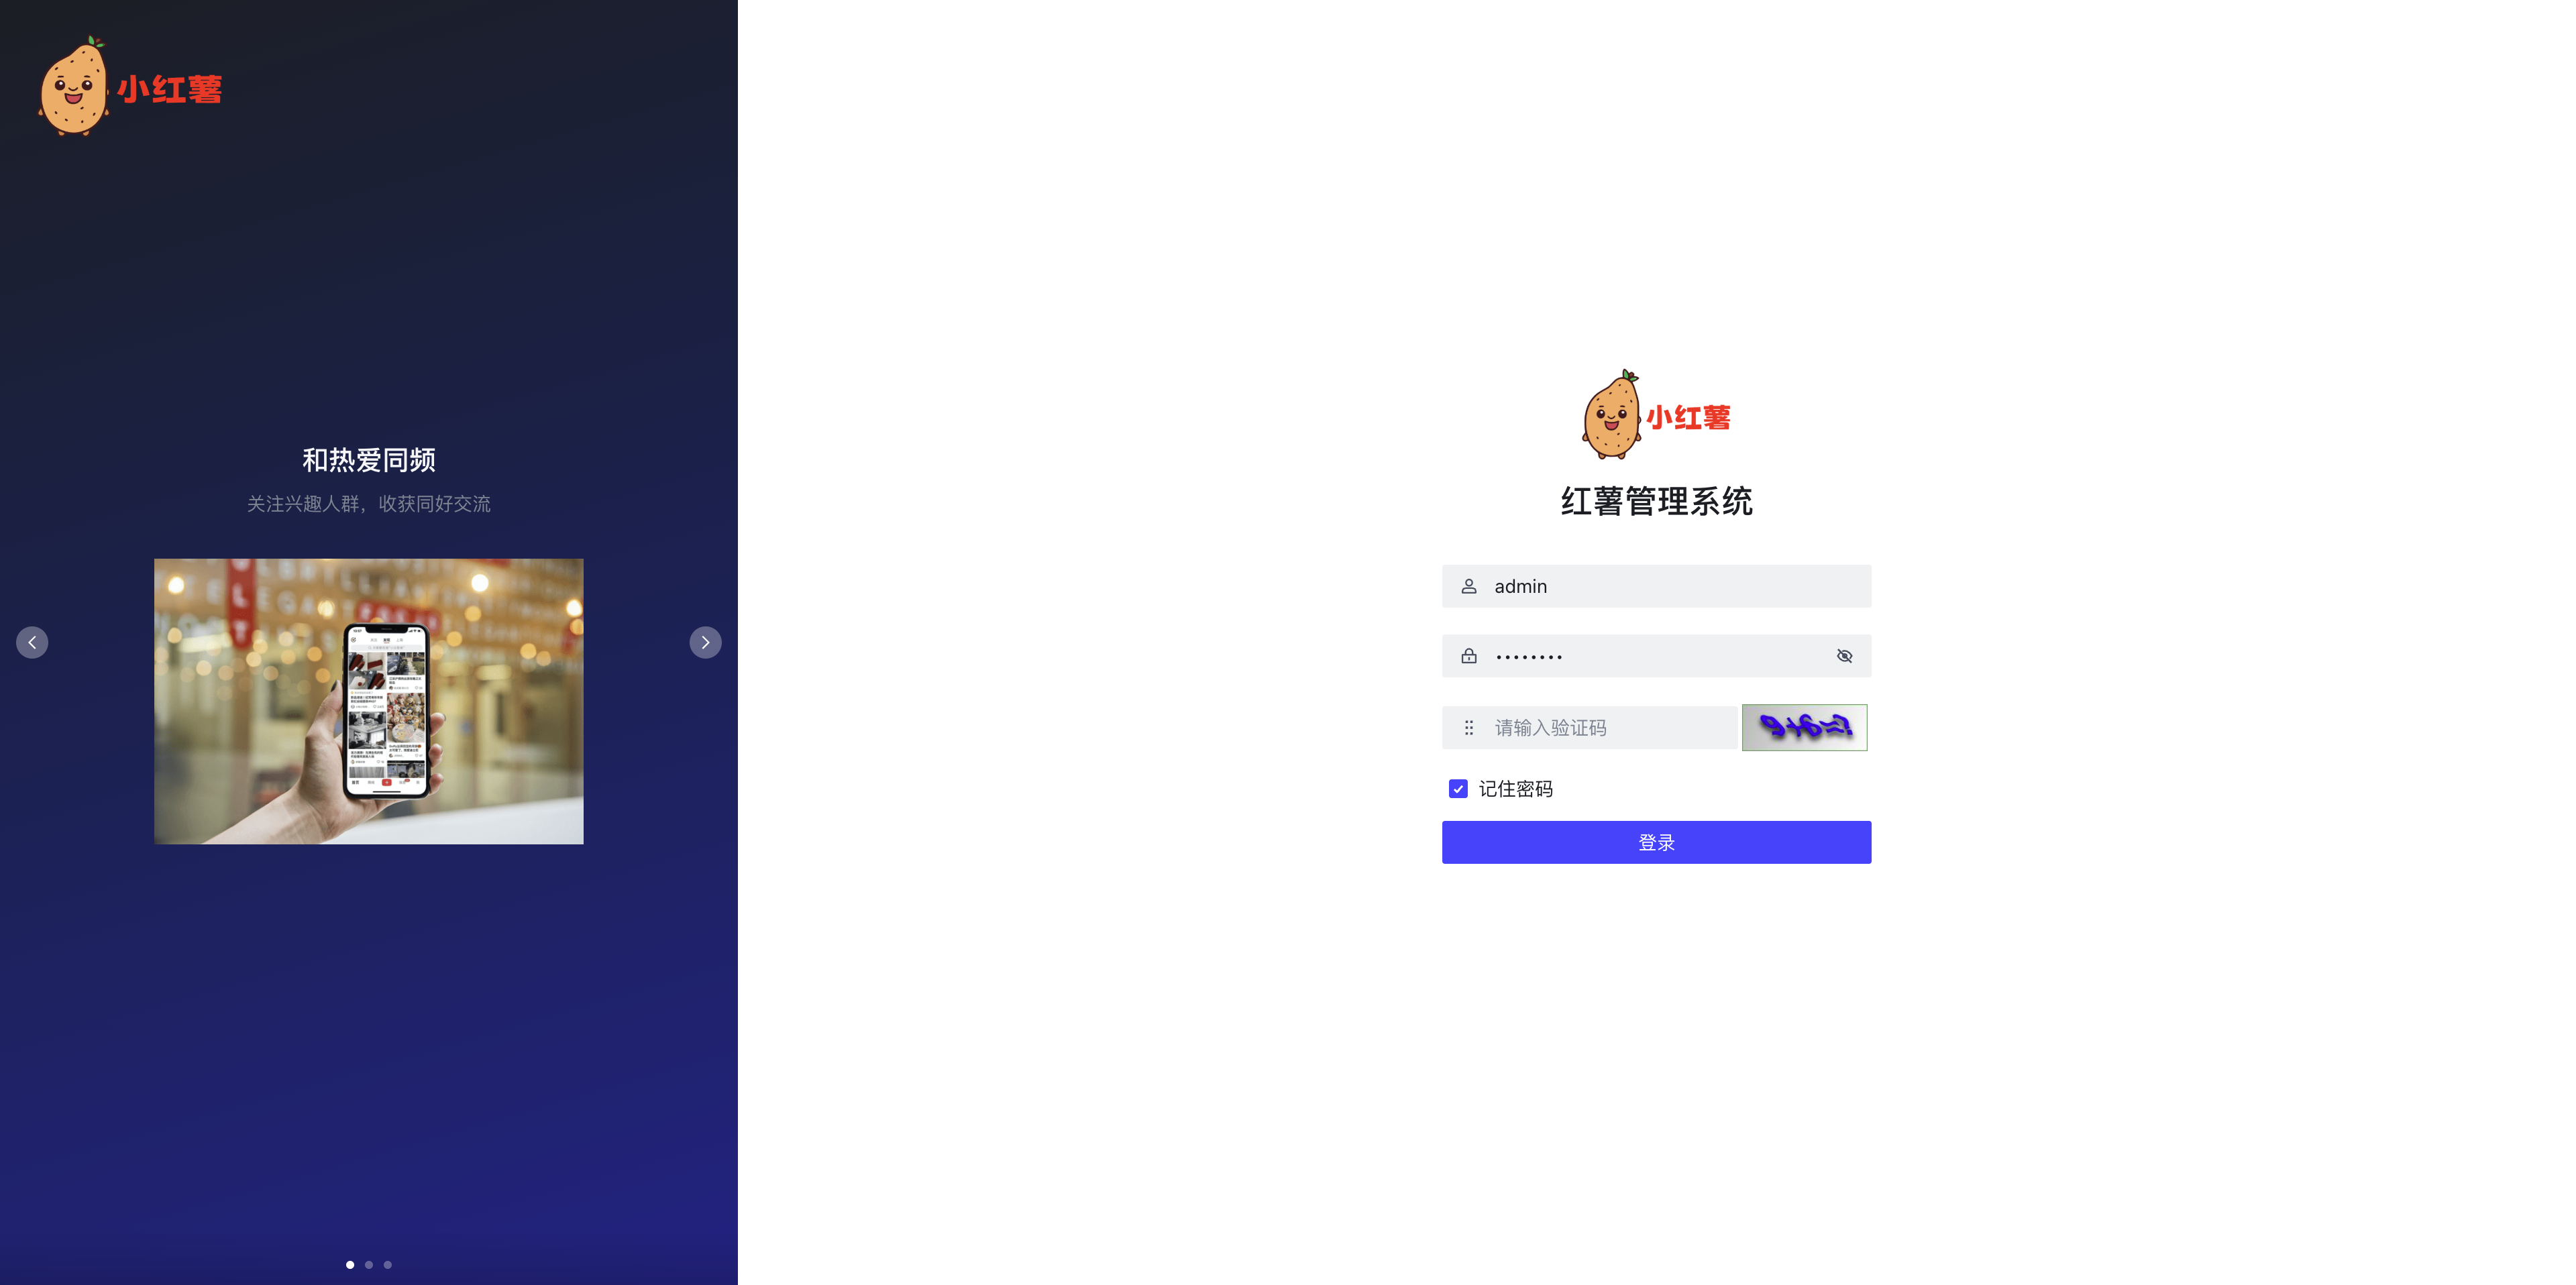 小红薯
和热爱同频
关注兴趣人群，收获同好交流
小红薯
红薯管理系统
admin
••••••••
请输入验证码
9+6=?
记住密码
登录